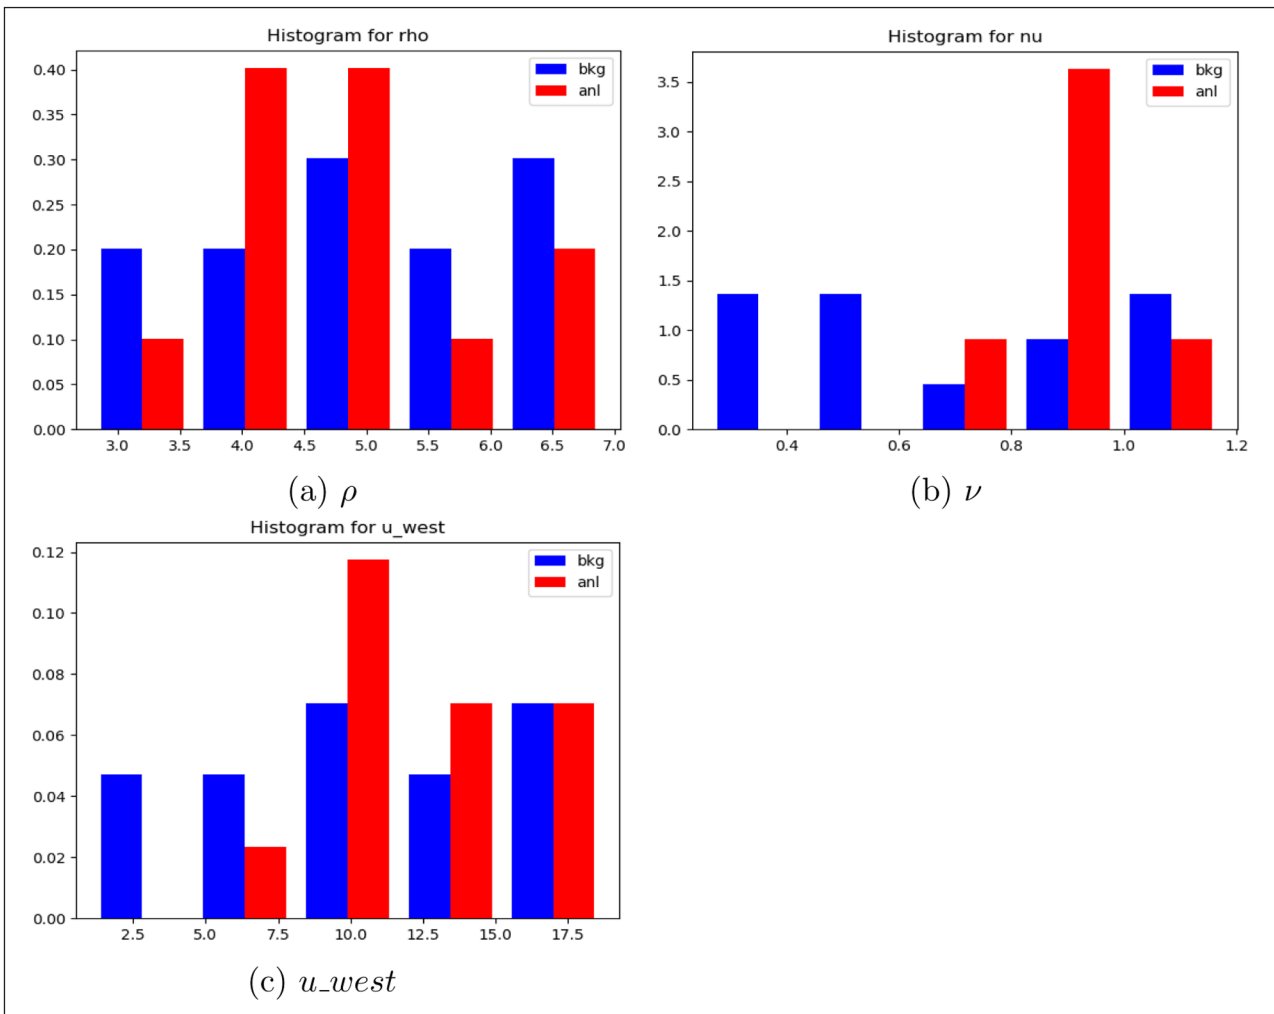 Histogram for rho
bkg
anl
0.40
0.35
0.30
0.25
0.20
0.15
0.10
0.05
0.00
3.0 3.5 4.0 4.5 5.0 5.5 6.0 6.5 7.0
(a) ρ
Histogram for nu
bkg
anl
3.5
3.0
2.5
2.0
1.5
1.0
0.5
0.0
0.4 0.6 0.8 1.0 1.2
(b) ν
Histogram for u_west
bkg
anl
0.12
0.10
0.08
0.06
0.04
0.02
0.00
2.5 5.0 7.5 10.0 12.5 15.0 17.5
(c) u_west